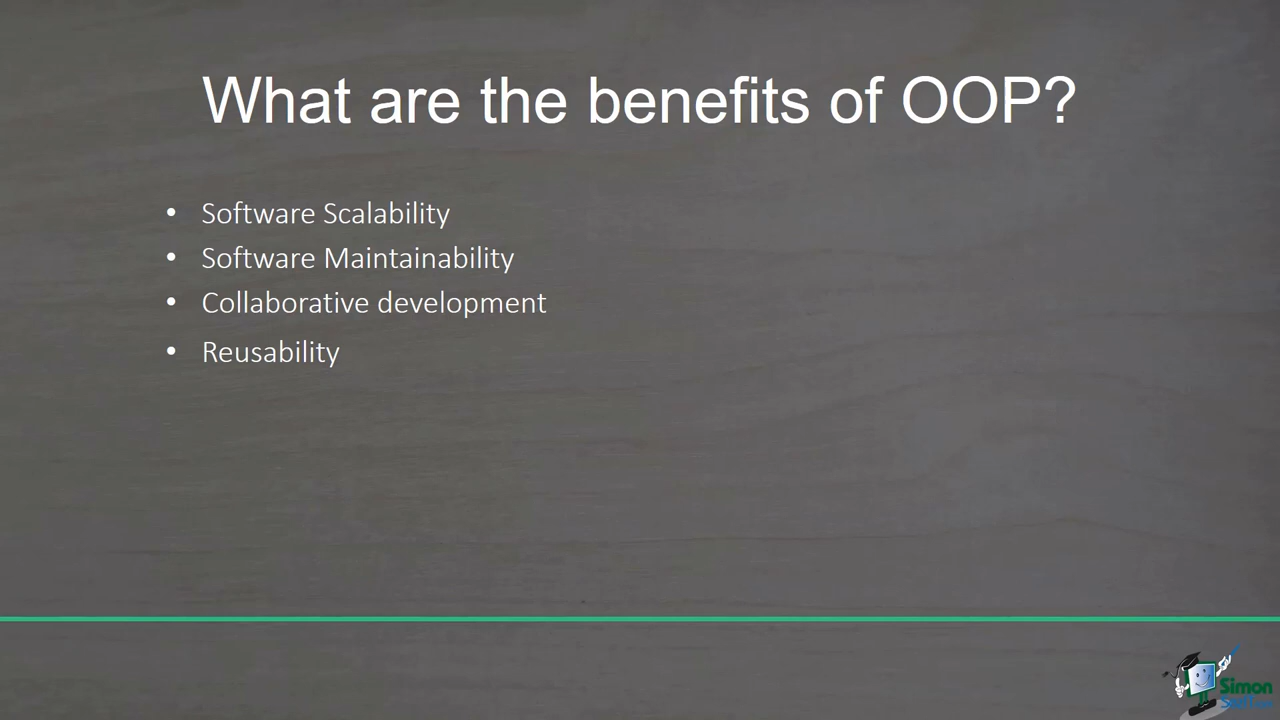 What are the benefits of OOP?
• Software Scalability
• Software Maintainability
• Collaborative development
• Reusability
Simon